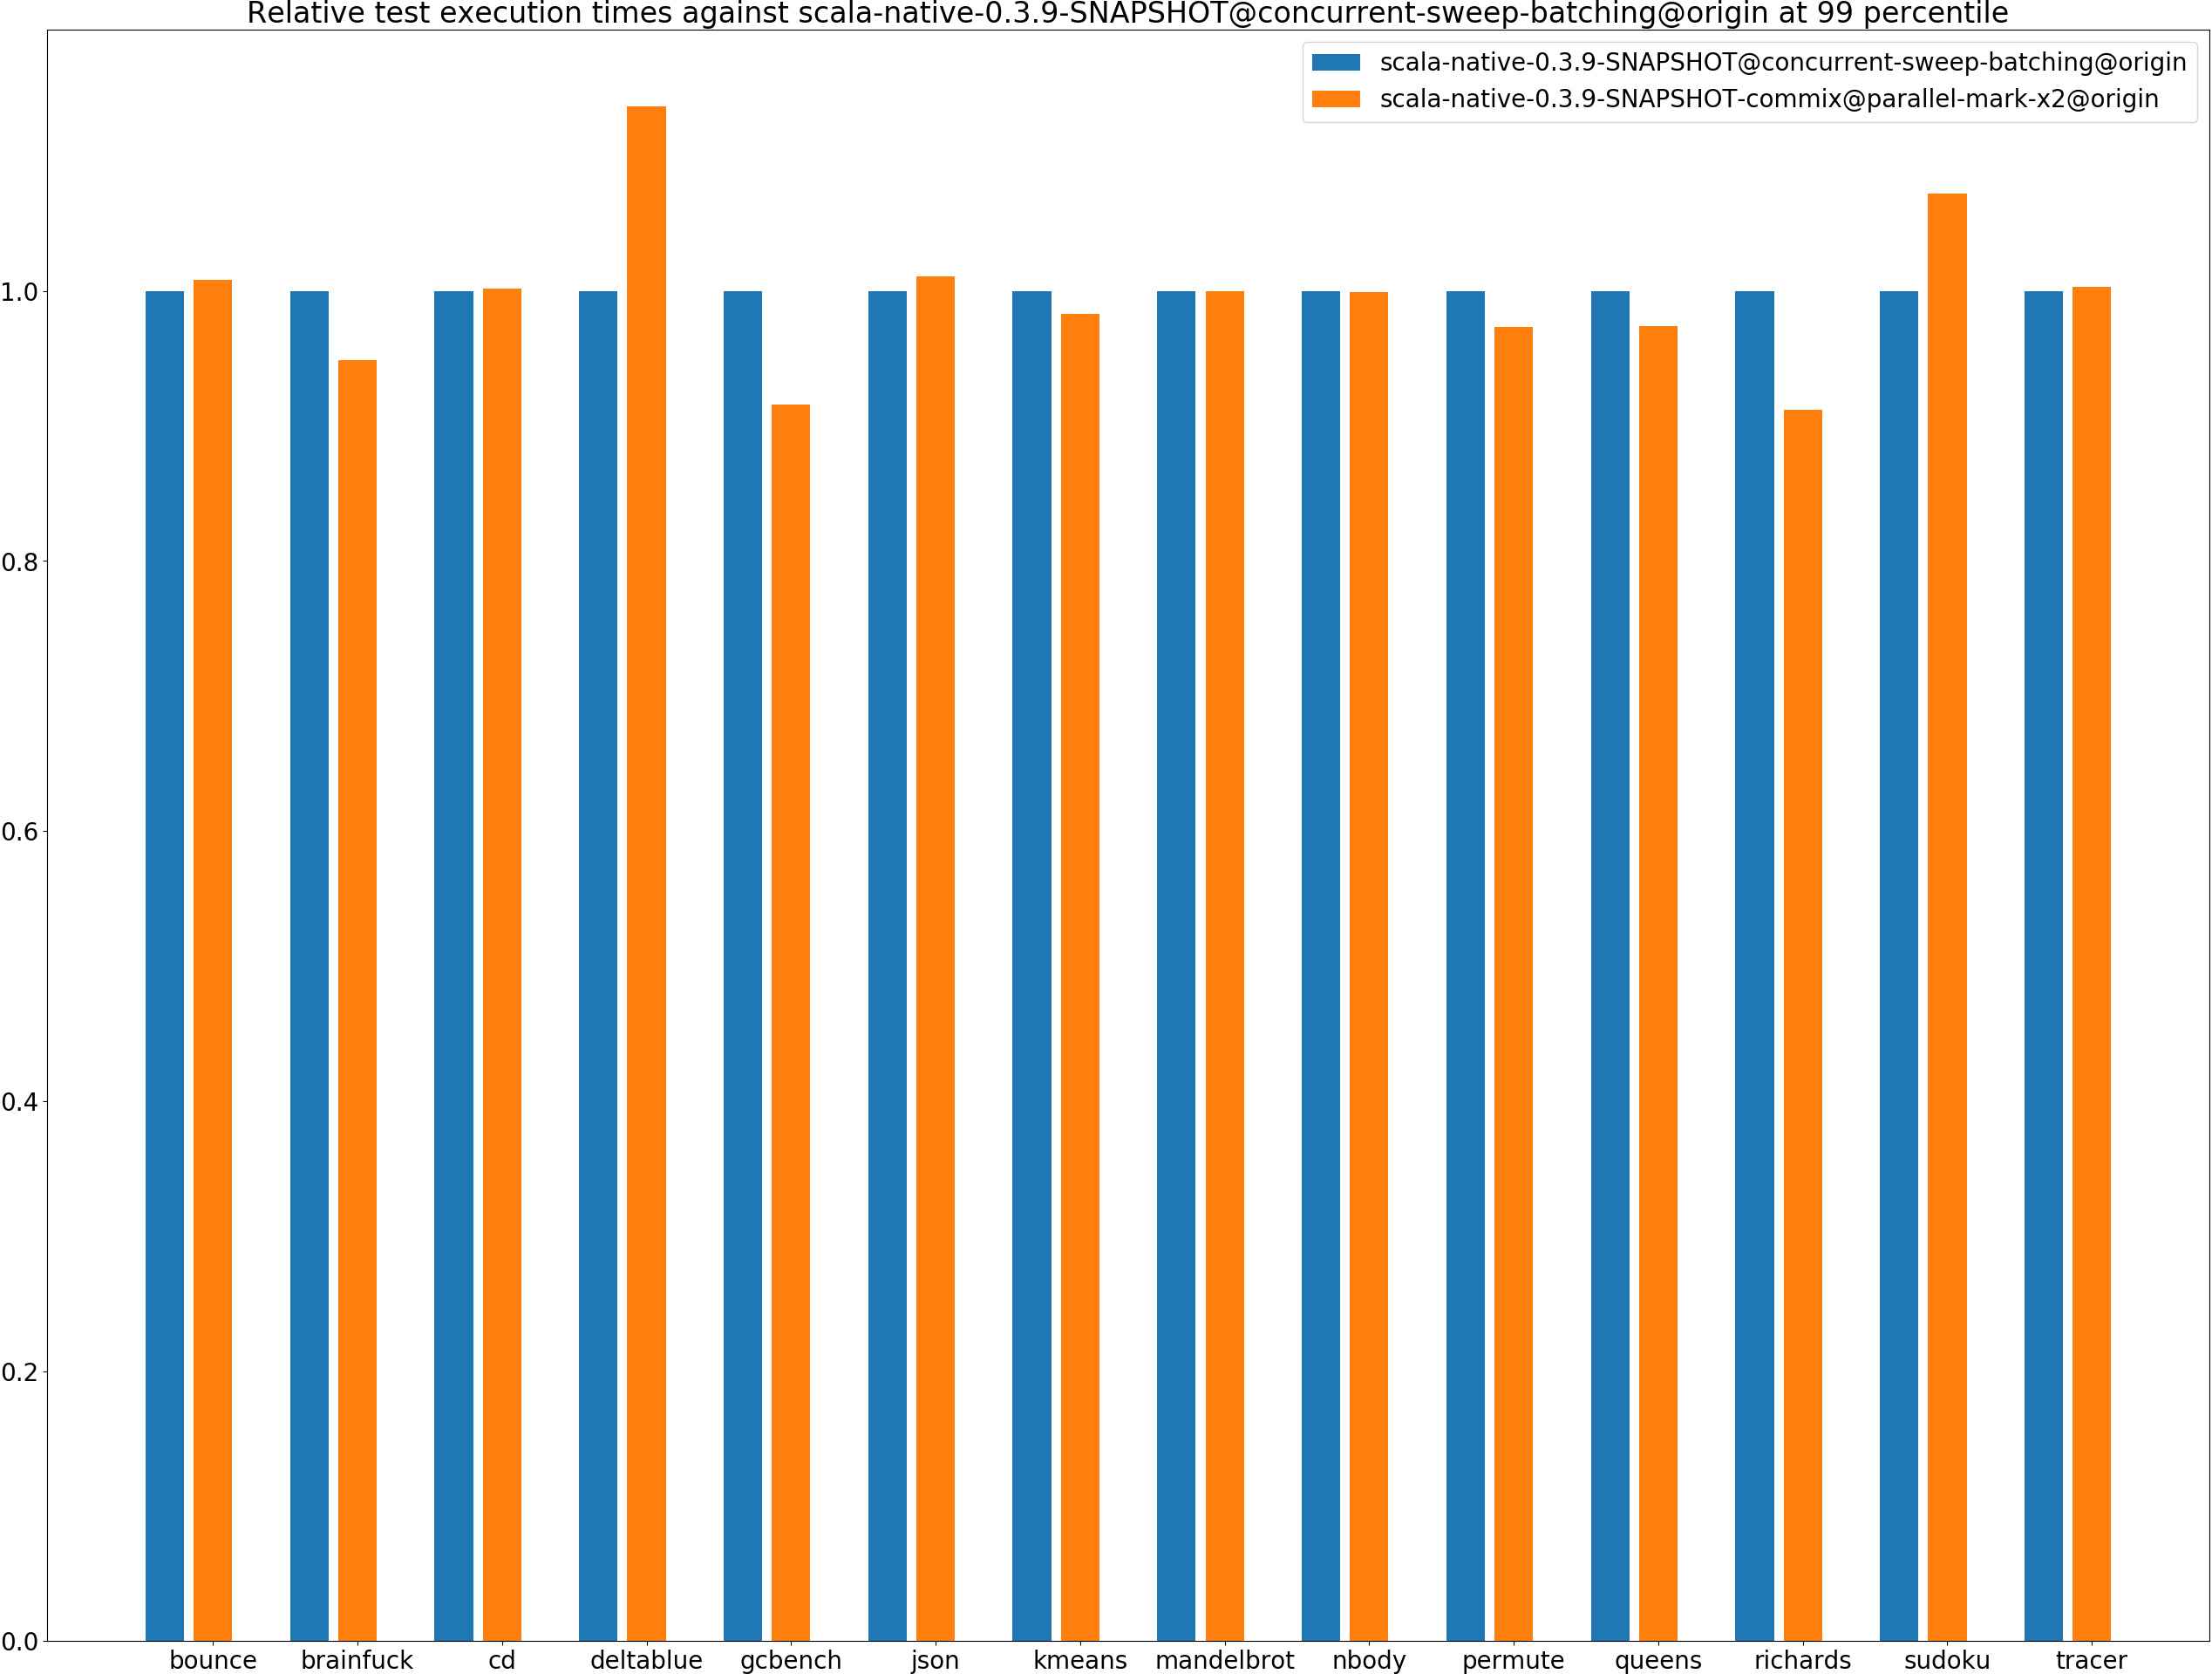 Relative test execution times against scala-native-0.3.9-SNAPSHOT@concurrent-sweep-batching@origin at 99 percentile
scala-native-0.3.9-SNAPSHOT@concurrent-sweep-batching@origin
scala-native-0.3.9-SNAPSHOT-commix@parallel-mark-x2@origin
1.0
0.8
0.6
0.4
0.2
0.0
bounce brainfuck cd deltablue gcbench json kmeans mandelbrot nbody permute queens richards sudoku tracer